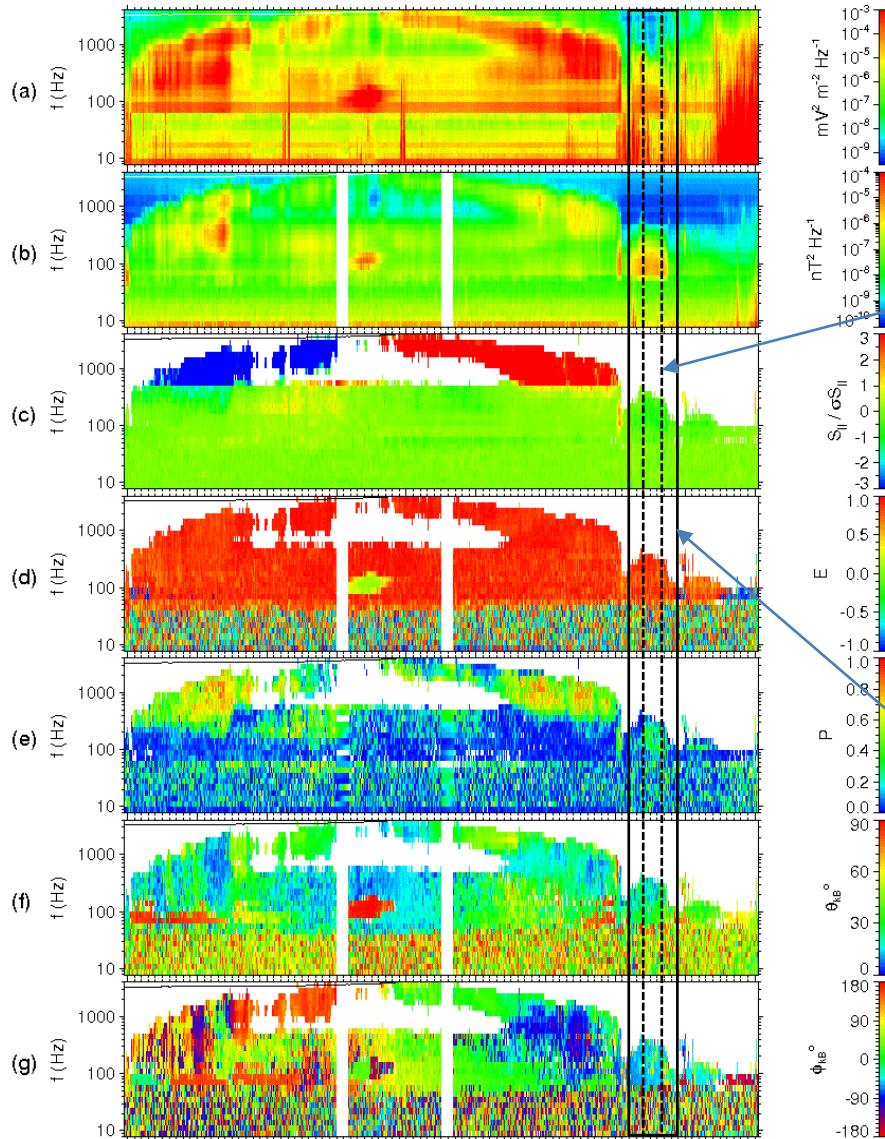 (a)
f (Hz)
1000
100
10
10⁻³
10⁻⁴
10⁻⁵
10⁻⁶
10⁻⁷
10⁻⁸
10⁻⁹
mV² m⁻² Hz⁻¹
(b)
f (Hz)
1000
100
10
10⁻⁴
10⁻⁵
10⁻⁶
10⁻⁷
10⁻⁸
10⁻⁹
10⁻¹⁰
nT² Hz⁻¹
(c)
f (Hz)
1000
100
10
3
2
1
0
-1
-2
-3
S_II / σS_II
(d)
f (Hz)
1000
100
10
1.0
0.5
0.0
-0.5
-1.0
E
(e)
f (Hz)
1000
100
10
1.0
0.8
0.6
0.4
0.2
0.0
P
(f)
f (Hz)
1000
100
10
90
60
30
0
θ_kB°
(g)
f (Hz)
1000
100
10
180
90
0
-90
-180
ϕ_kB°